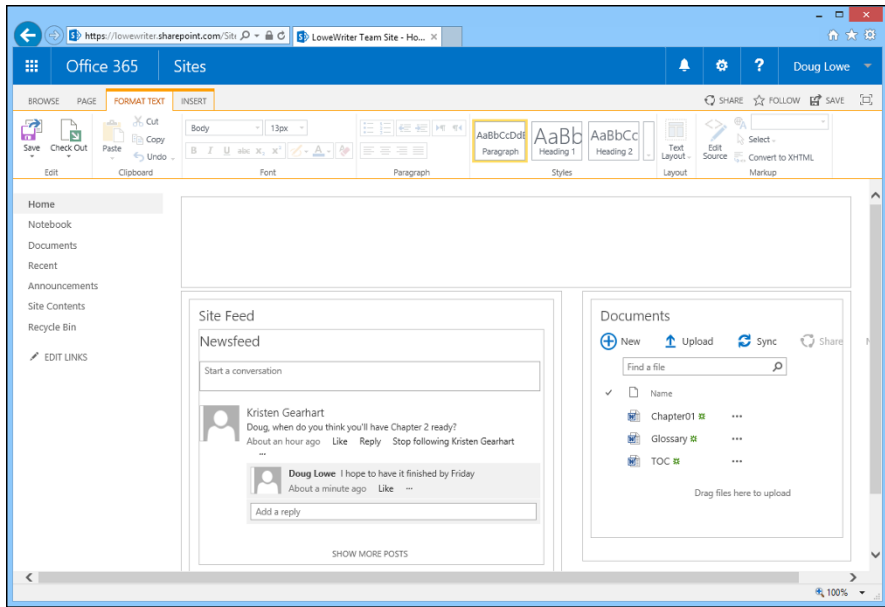 https://lowewriter.sharepoint.com/Site
LoweWriter Team Site - Ho...
Office 365 Sites
? Doug Lowe
BROWSE PAGE FORMAT TEXT INSERT
SHARE FOLLOW SAVE
Save Check Out Paste Cut Copy Undo
Body 13px
B I U abc x₂ x² A
AaBbCcDdE AaBb AaBbCc
Paragraph Heading 1 Heading 2
Text Layout
Edit Source Select Convert to XHTML
Edit Clipboard Font Paragraph Styles Layout Markup
Home
Notebook
Documents
Recent
Announcements
Site Contents
Recycle Bin
EDIT LINKS
Site Feed
Newsfeed
Start a conversation
Kristen Gearhart
Doug, when do you think you'll have Chapter 2 ready?
About an hour ago Like Reply Stop following Kristen Gearhart
...
Doug Lowe I hope to have it finished by Friday
About a minute ago Like ...
Add a reply
SHOW MORE POSTS
Documents
New Upload Sync Share
Find a file
Name
Chapter01 ...
Glossary ...
TOC ...
Drag files here to upload
100%